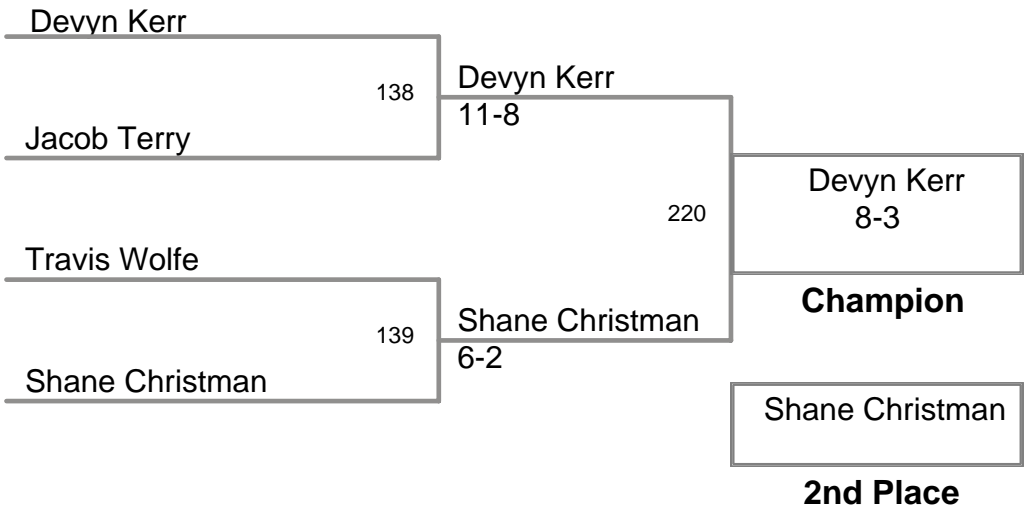 Devyn Kerr
138
Devyn Kerr
11-8
Jacob Terry
Devyn Kerr
8-3
220
Travis Wolfe
Champion
139
Shane Christman
6-2
Shane Christman
Shane Christman
2nd Place